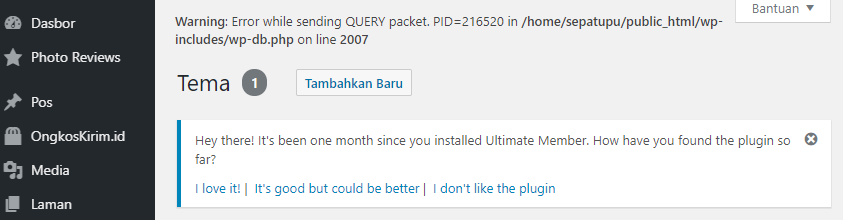 Dasbor
Photo Reviews
Pos
OngkosKirim.id
Media
Laman
Bantuan
Warning: Error while sending QUERY packet. PID=216520 in /home/sepatupu/public_html/wp-
includes/wp-db.php on line 2007
Tema 1 Tambahkan Baru
Hey there! It's been one month since you installed Ultimate Member. How have you found the plugin so
far?
I love it! | It's good but could be better | I don't like the plugin